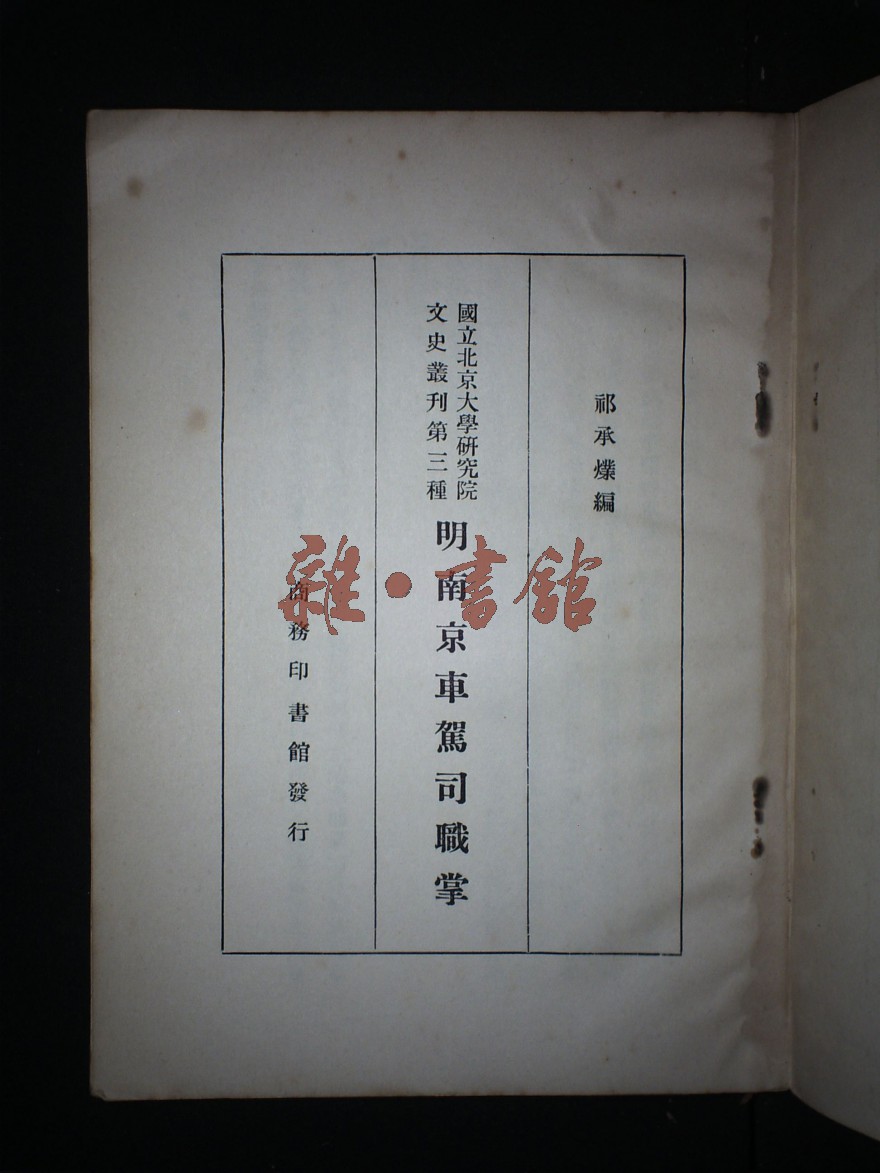 祁承㸁編
國立北京大學研究院
文史叢刊第三種
明南京車駕司職掌
商務印書館發行
雜·書館